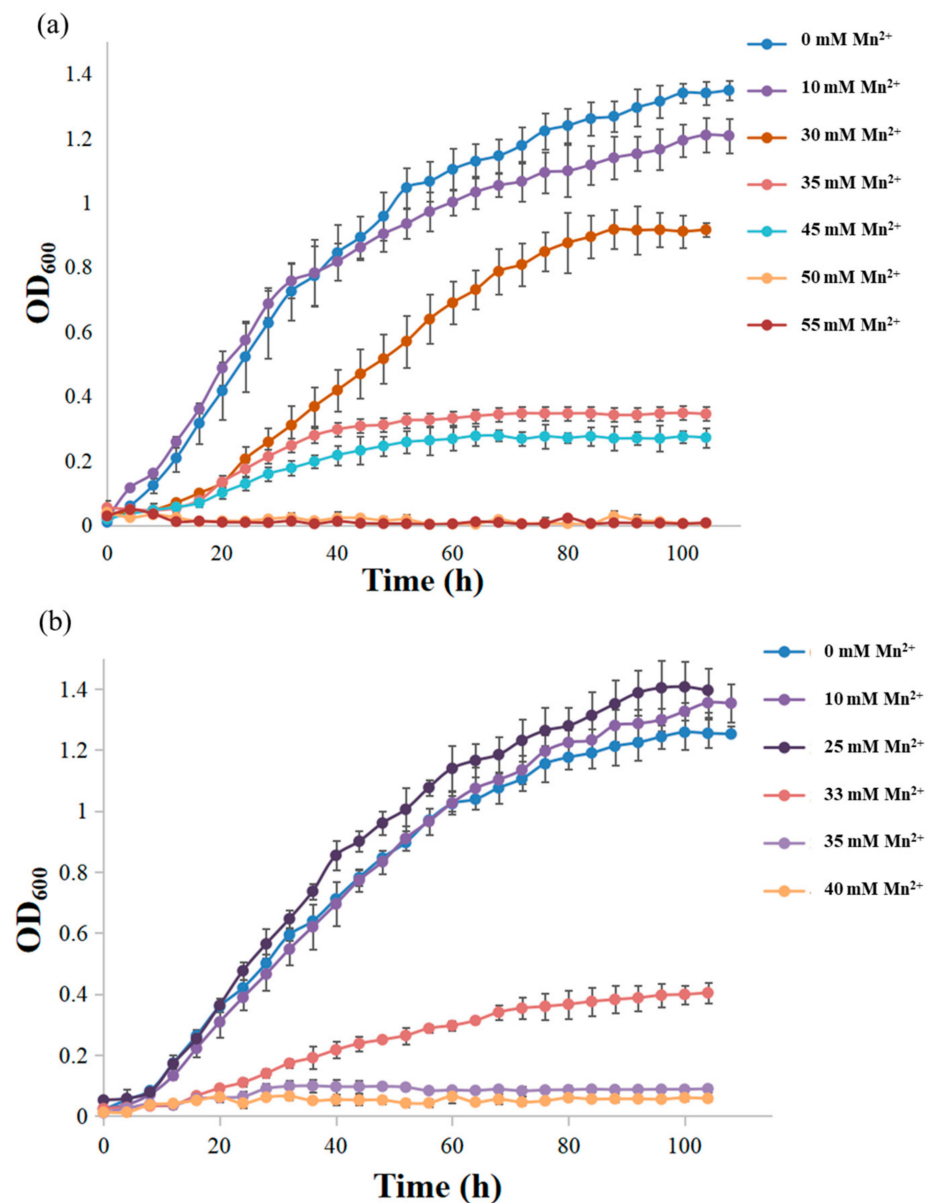 (a)
1.4
1.2
1
0.8
0.6
0.4
0.2
0
OD₆₀₀
0 20 40 60 80 100
Time (h)
0 mM Mn²⁺
10 mM Mn²⁺
30 mM Mn²⁺
35 mM Mn²⁺
45 mM Mn²⁺
50 mM Mn²⁺
55 mM Mn²⁺
(b)
1.4
1.2
1
0.8
0.6
0.4
0.2
0
OD₆₀₀
0 20 40 60 80 100
Time (h)
0 mM Mn²⁺
10 mM Mn²⁺
25 mM Mn²⁺
33 mM Mn²⁺
35 mM Mn²⁺
40 mM Mn²⁺